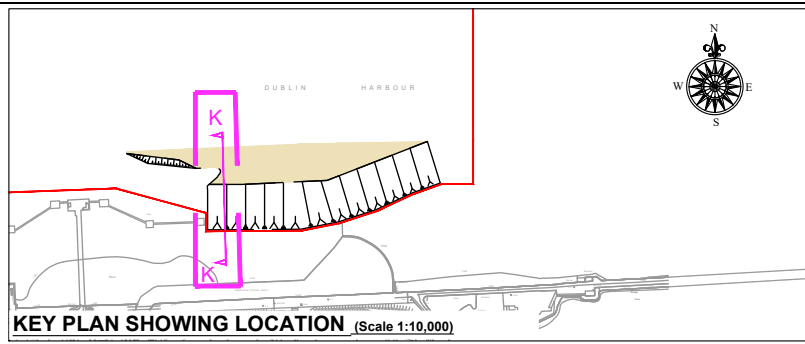 N
DUBLIN HARBOUR
W E
S
K
K
KEY PLAN SHOWING LOCATION (Scale 1:10,000)